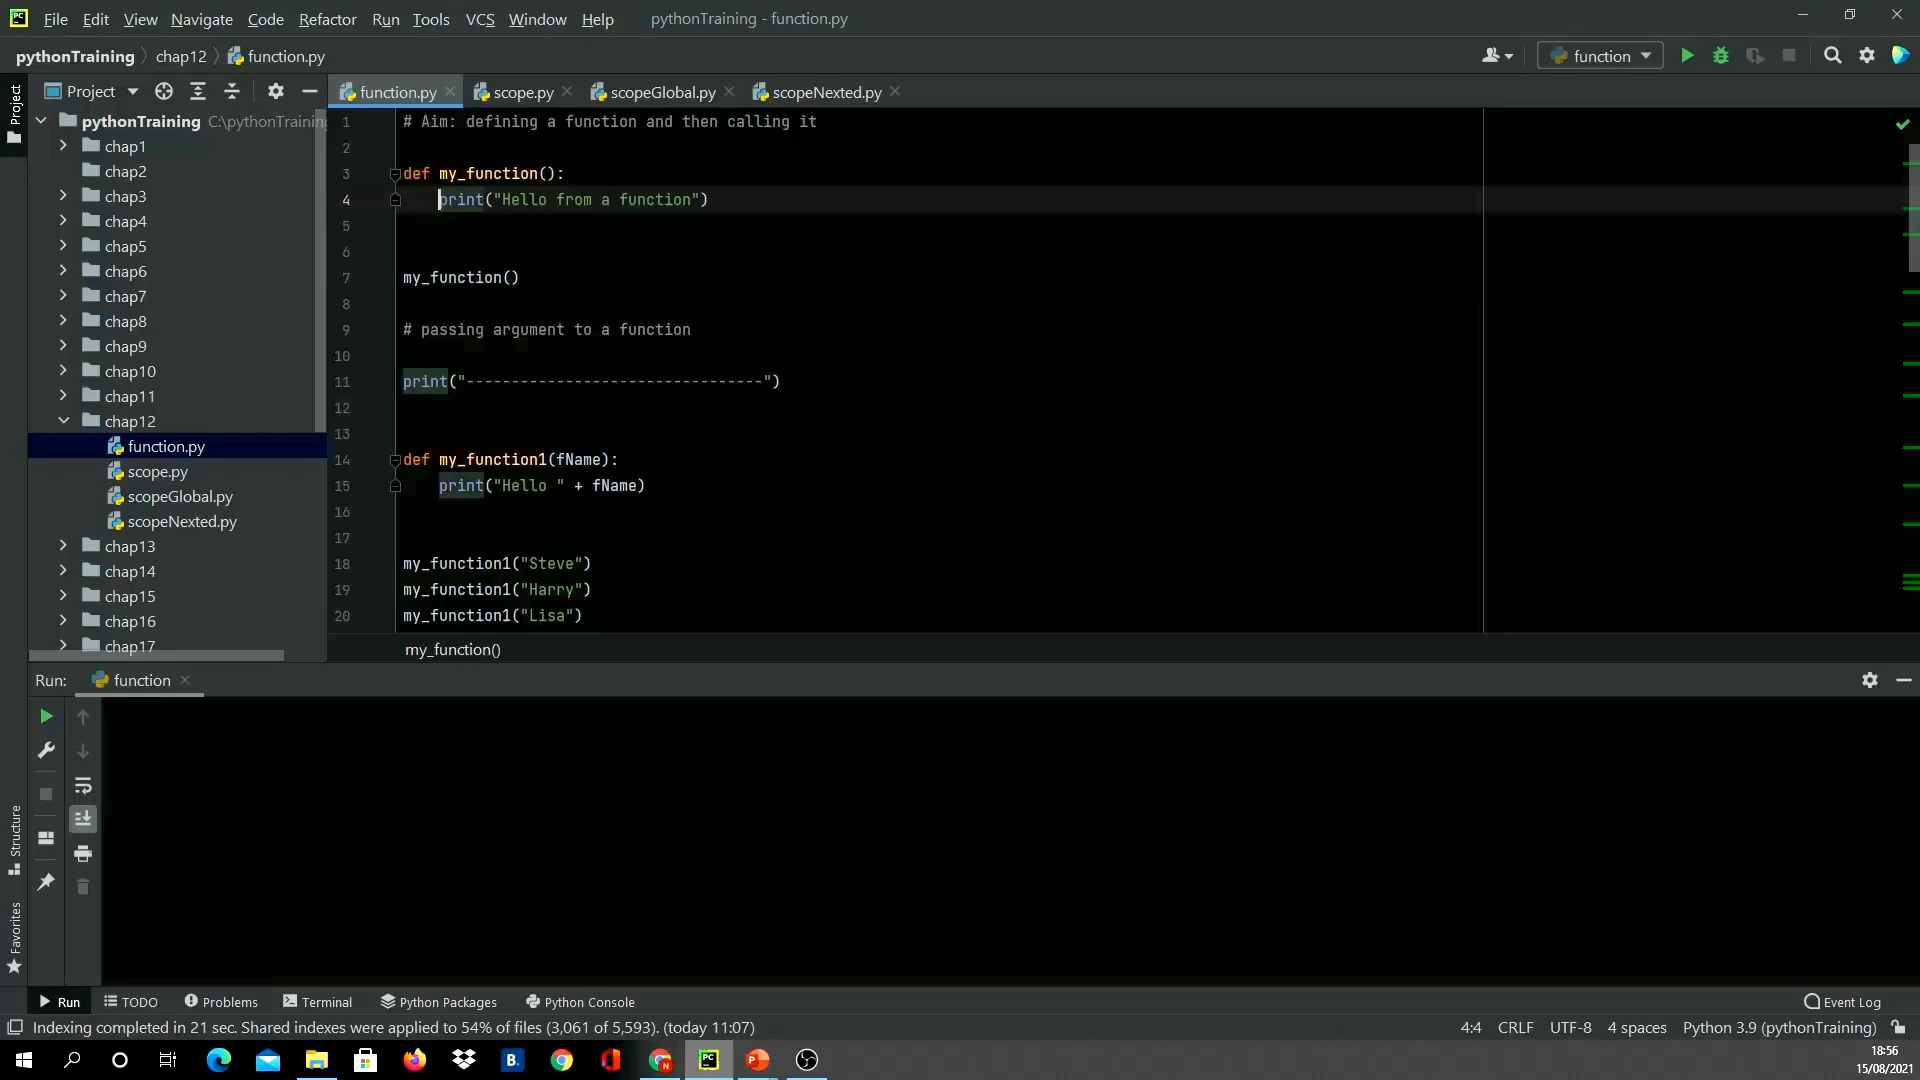 File Edit View Navigate Code Refactor Run Tools VCS Window Help pythonTraining - function.py
pythonTraining chap12 function.py function
Project Project function.py scope.py scopeGlobal.py scopeNexted.py
pythonTraining C:\pythonTraining
chap1
chap2
chap3
chap4
chap5
chap6
chap7
chap8
chap9
chap10
chap11
chap12
function.py
scope.py
scopeGlobal.py
scopeNexted.py
chap13
chap14
chap15
chap16
chap17
1 # Aim: defining a function and then calling it
2
3 def my_function():
4 print("Hello from a function")
5
6
7 my_function()
8
9 # passing argument to a function
10
11 print("---------------------------------")
12
13
14 def my_function1(fName):
15 print("Hello " + fName)
16
17
18 my_function1("Steve")
19 my_function1("Harry")
20 my_function1("Lisa")
my_function()
Run: function
Structure
Favorites
Run TODO Problems Terminal Python Packages Python Console Event Log
Indexing completed in 21 sec. Shared indexes were applied to 54% of files (3,061 of 5,593). (today 11:07) 4:4 CRLF UTF-8 4 spaces Python 3.9 (pythonTraining)
18:56
15/08/2021